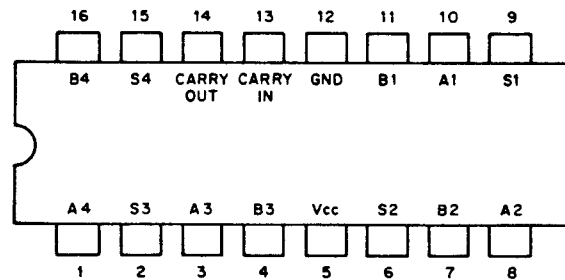 16 15 14 13 12 11 10 9
B4 S4 CARRY OUT CARRY IN GND B1 A1 S1
A4 S3 A3 B3 Vcc S2 B2 A2
1 2 3 4 5 6 7 8